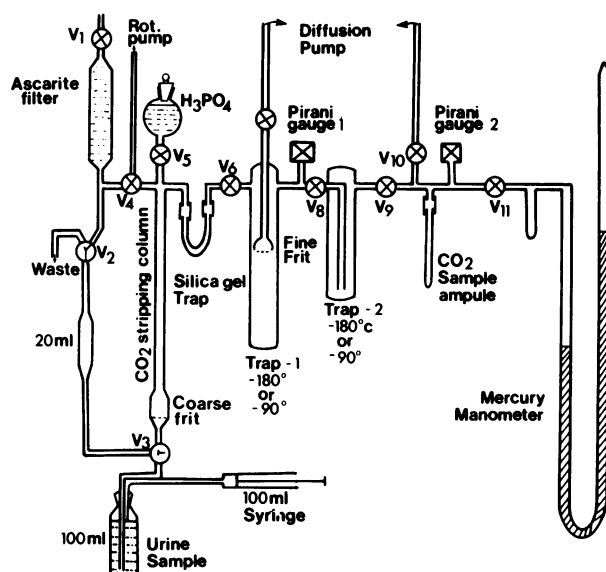 V1
Rot.
pump
Diffusion
Pump
Ascarite
filter
H3PO4
Pirani
gauge 1
Pirani
gauge 2
V5
V6
V10
V4
V8
V9
V11
V2
Waste
Silica gel
Trap
Fine
Frit
CO2
Sample
ampule
CO2 stripping column
20ml
Trap - 2
-180°c
or
-90°
Trap -1
-180°
or
-90°
Coarse
frit
Mercury
Manometer
V3
T
100ml
Syringe
100ml
Urine
Sample